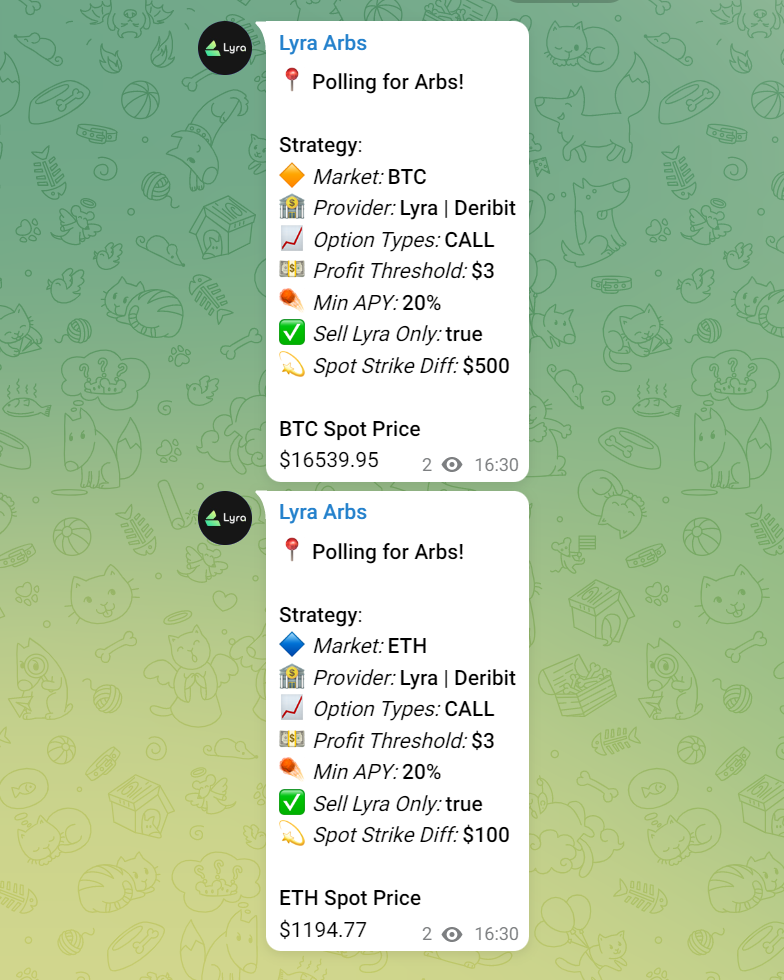 Lyra
Lyra Arbs
📍 Polling for Arbs!
Strategy:
🔶 Market: BTC
🏦 Provider: Lyra | Deribit
📈 Option Types: CALL
💵 Profit Threshold: $3
☄️ Min APY: 20%
✅ Sell Lyra Only: true
💫 Spot Strike Diff: $500
BTC Spot Price
$16539.95
2 16:30
Lyra
Lyra Arbs
📍 Polling for Arbs!
Strategy:
🔷 Market: ETH
🏦 Provider: Lyra | Deribit
📈 Option Types: CALL
💵 Profit Threshold: $3
☄️ Min APY: 20%
✅ Sell Lyra Only: true
💫 Spot Strike Diff: $100
ETH Spot Price
$1194.77
2 16:30